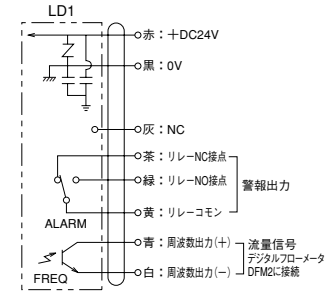 LD1
赤：＋DC24V
黒：0V
灰：NC
茶：リレーNC接点
緑：リレーNO接点
警報出力
黄：リレーコモン
ALARM
青：周波数出力(＋)
流量信号
デジタルフローメータ
DFM2に接続
白：周波数出力(−)
FREQ